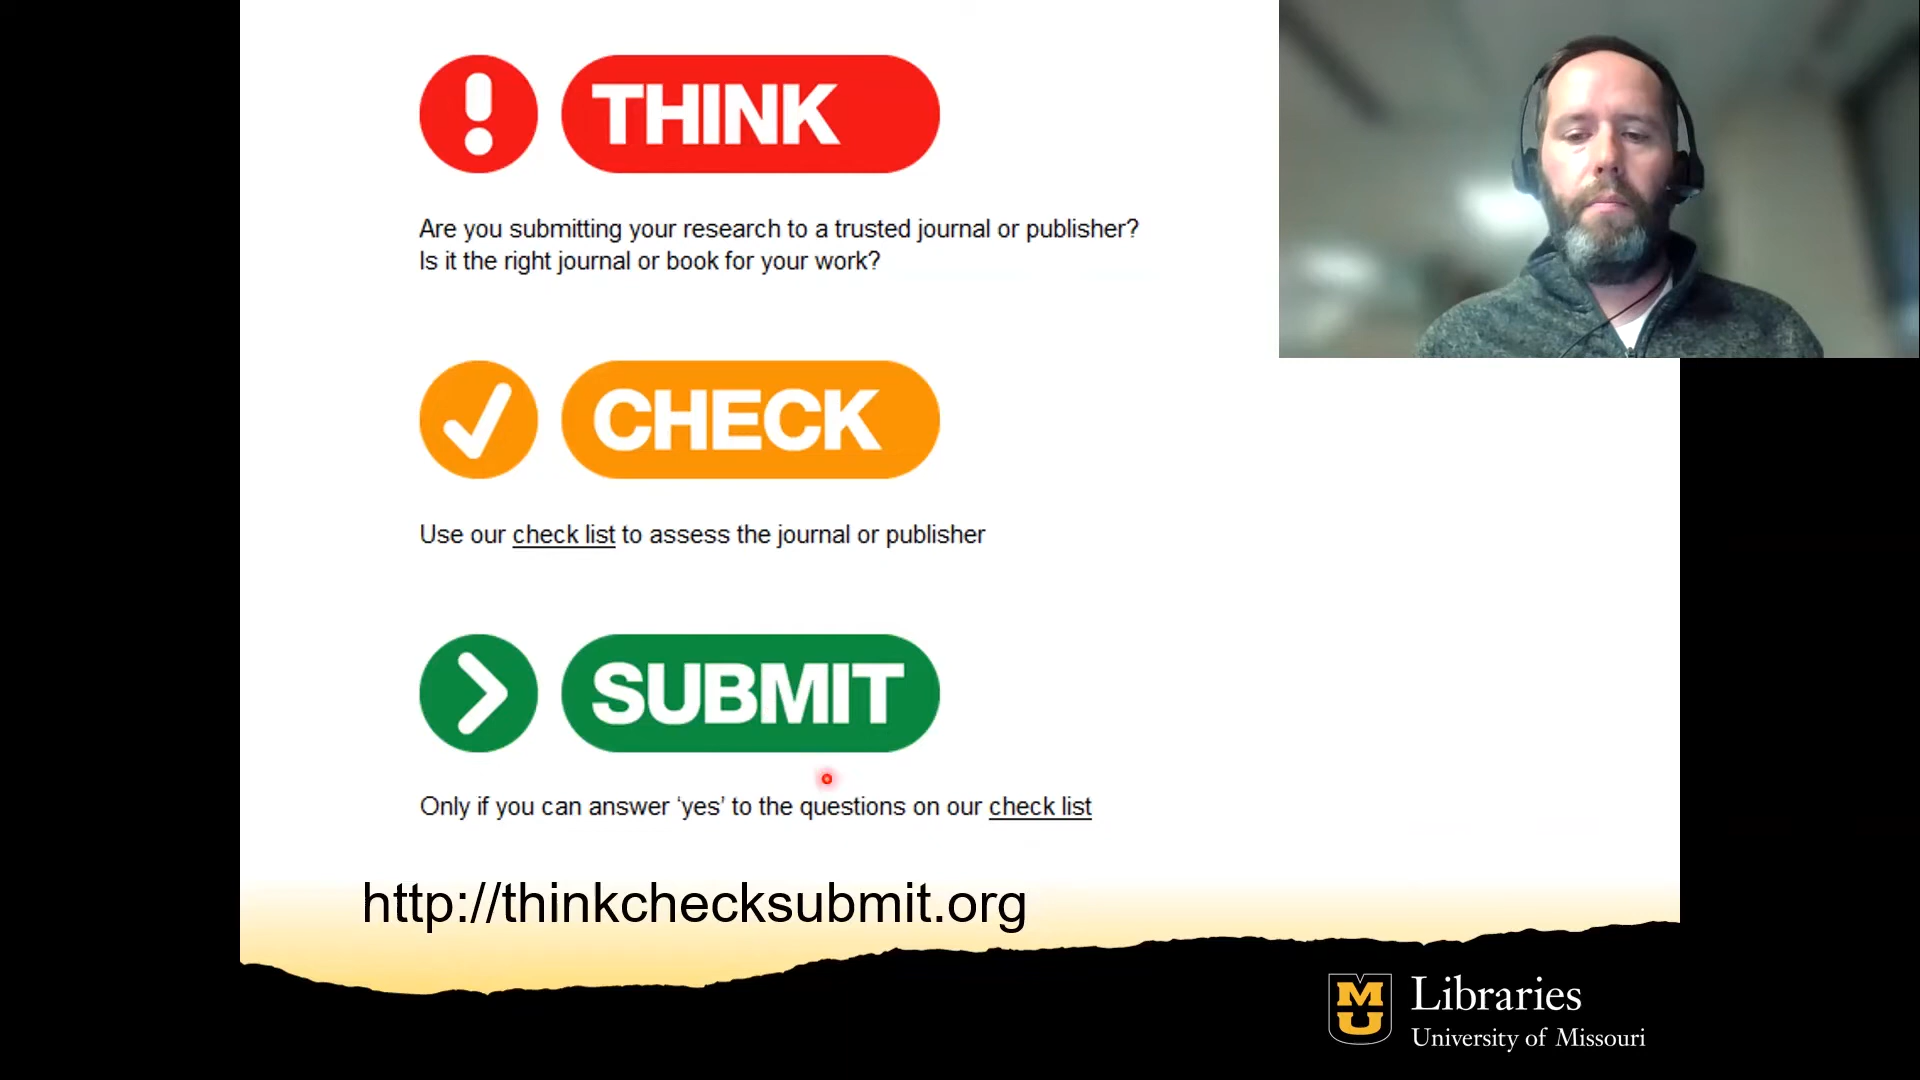 THINK
Are you submitting your research to a trusted journal or publisher?
Is it the right journal or book for your work?
CHECK
Use our check list to assess the journal or publisher
SUBMIT
Only if you can answer ‘yes’ to the questions on our check list
http://thinkchecksubmit.org
MU
Libraries
University of Missouri